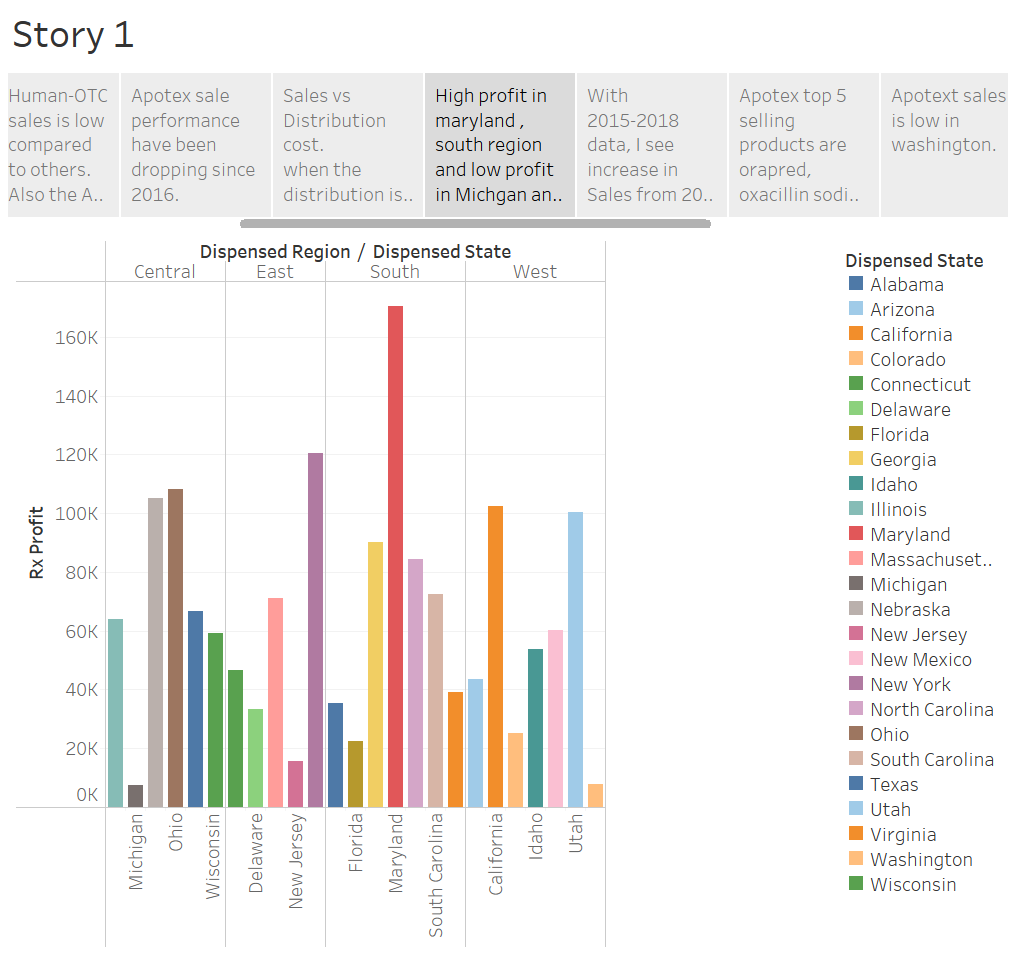 Story 1
Human-OTC
sales is low
compared
to others.
Also the A..
Apotex sale
performance
have been
dropping since
2016.
Sales vs
Distribution
cost.
when the
distribution is..
High profit in
maryland ,
south region
and low profit
in Michgan an..
With
2015-2018
data, I see
increase in
Sales from 20..
Apotex top 5
selling
products are
orapred,
oxacillin sodi..
Apotext sales
is low in
washington.
Dispensed Region / Dispensed State
Central East South West
160K
140K
120K
100K
80K
60K
40K
20K
0K
Rx Profit
Michigan
Ohio
Wisconsin
Delaware
New Jersey
Florida
Maryland
South Carolina
California
Idaho
Utah
Dispensed State
Alabama
Arizona
California
Colorado
Connecticut
Delaware
Florida
Georgia
Idaho
Illinois
Maryland
Massachuset..
Michigan
Nebraska
New Jersey
New Mexico
New York
North Carolina
Ohio
South Carolina
Texas
Utah
Virginia
Washington
Wisconsin